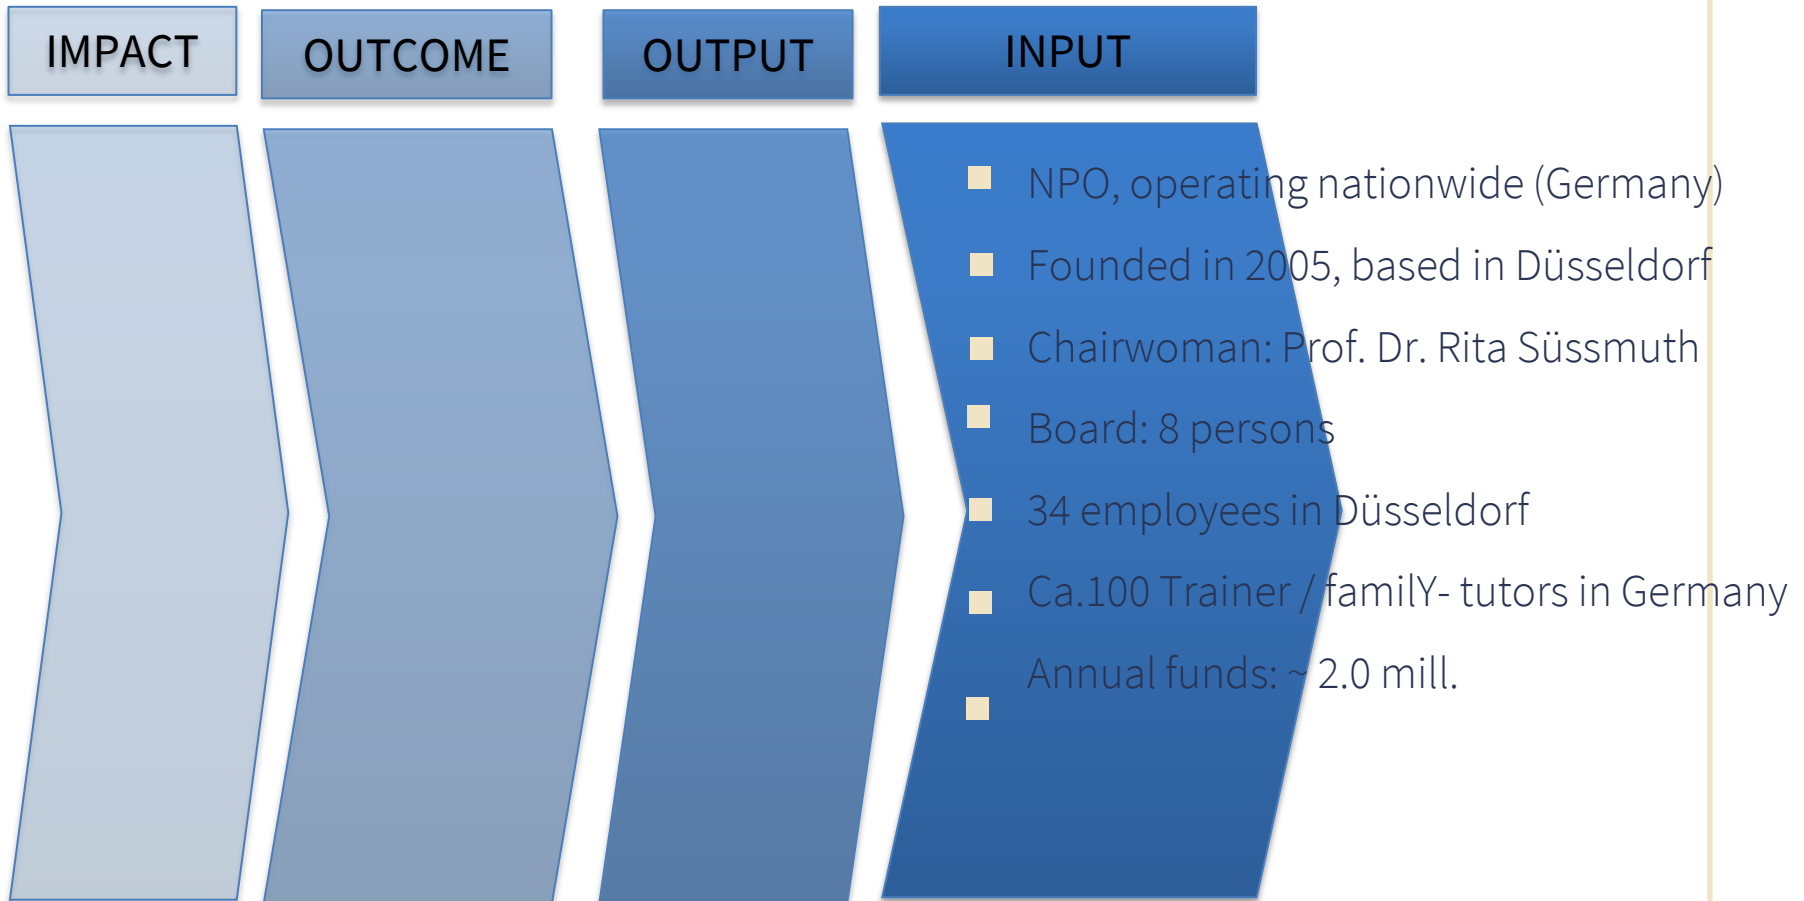 IMPACT
OUTCOME
OUTPUT
INPUT
NPO, operating nationwide (Germany)
Founded in 2005, based in Düsseldorf
Chairwoman: Prof. Dr. Rita Süssmuth
Board: 8 persons
34 employees in Düsseldorf
Ca.100 Trainer / familY- tutors in Germany
Annual funds: ~ 2.0 mill.